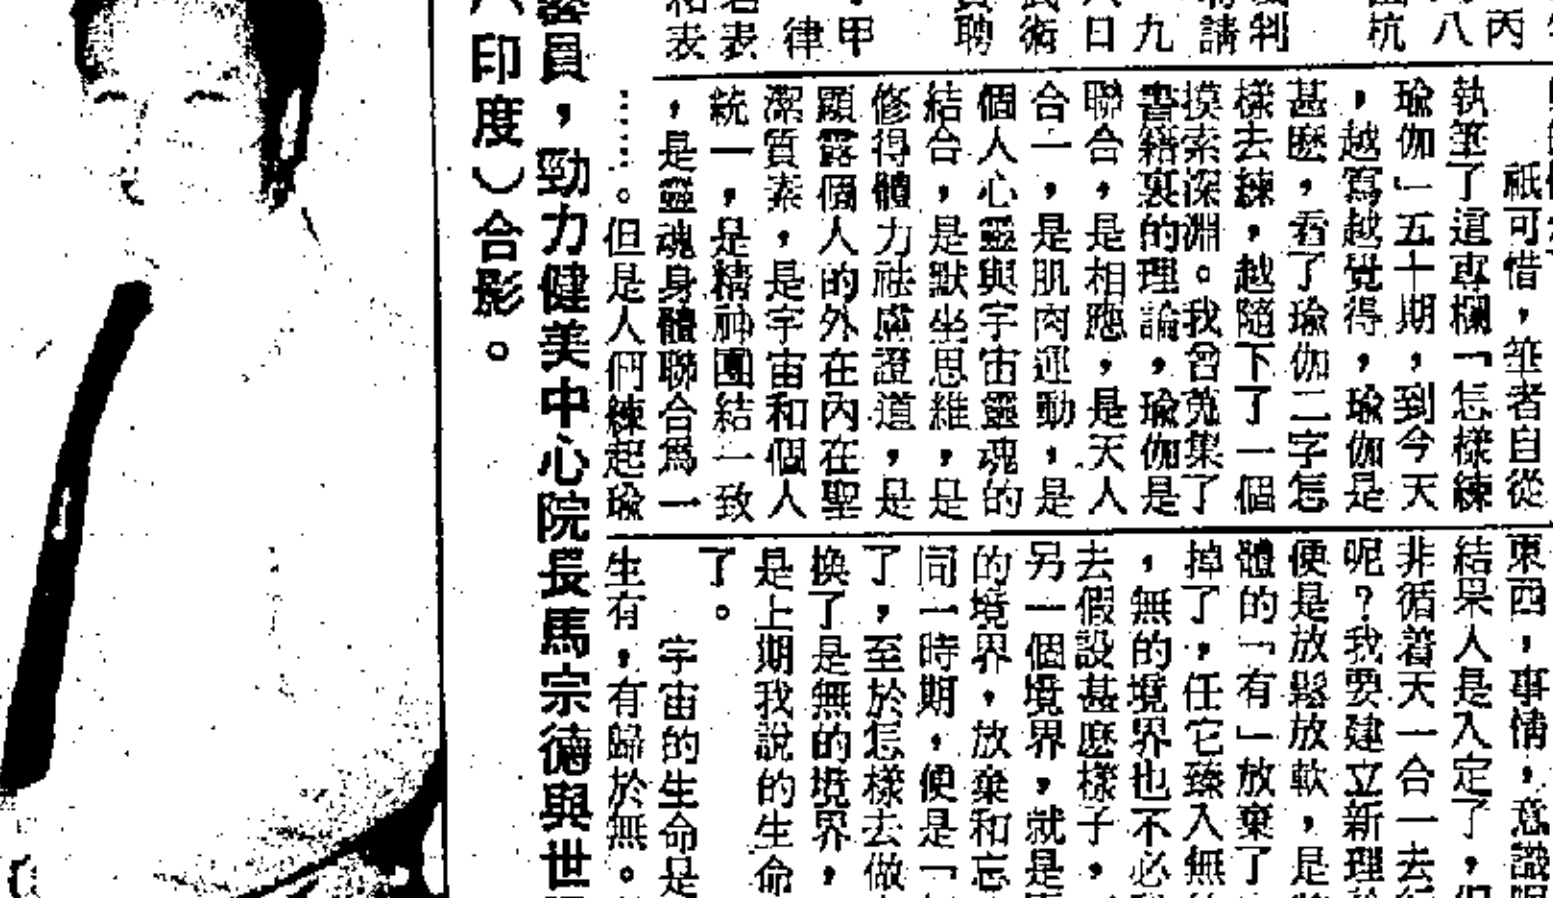 祇可惜，筆者自從
執筆了這專欄「怎樣練
瑜伽」五十期，到今天
，越寫越覺得，瑜伽是
甚麽，看了瑜伽二字怎
樣去練，越隨下了一個
摸索深淵。我曾蒐集了
書籍裏的理論，瑜伽是
聯合，是相應，是天人
合一，是肌肉運動，是
個人心靈與宇宙靈魂的
結合，是默坐思維，是
修得體力祛慮證道，是
顯露個人的外在內在聖
潔質素，是宇宙和個人
統一，是精神團結一致
，是靈魂身體聯合爲一
……。但是人們練起瑜
東西，事情，意識
結果人是入定了，
非循着天一合一去
呢？我要建立新理
便是放鬆放軟，是
體的「有」放棄了
掉了，任它臻入無
，無的境界也不必
去假設甚麽樣子，
另一個境界，就是
的境界，放棄和忘
同一時期，便是「
了，至於怎樣去做
換了是無的境界，
是上期我說的生命
了。
宇宙的生命是
生有，有歸於無。
員，勁力健美中心院長馬宗德與世
印度）合影。